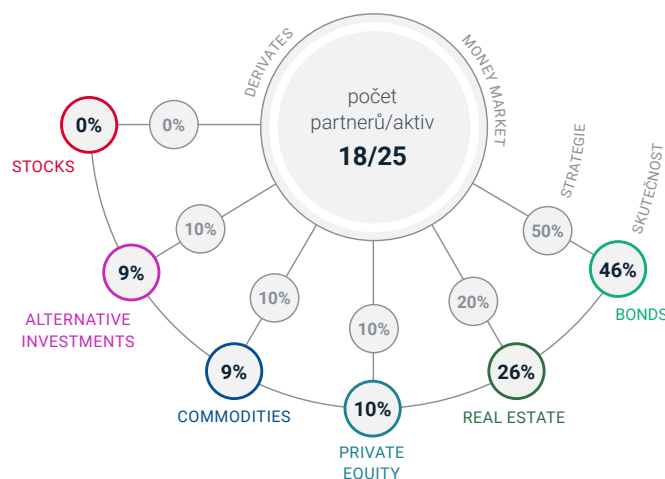 DERIVATES
MONEY MARKET
počet
partnerů/aktiv
18/25
0%
0%
STOCKS
STRATEGIE
SKUTEČNOST
10%
50%
9%
46%
ALTERNATIVE
INVESTMENTS
BONDS
10%
20%
10%
9%
26%
COMMODITIES
10%
REAL ESTATE
PRIVATE
EQUITY